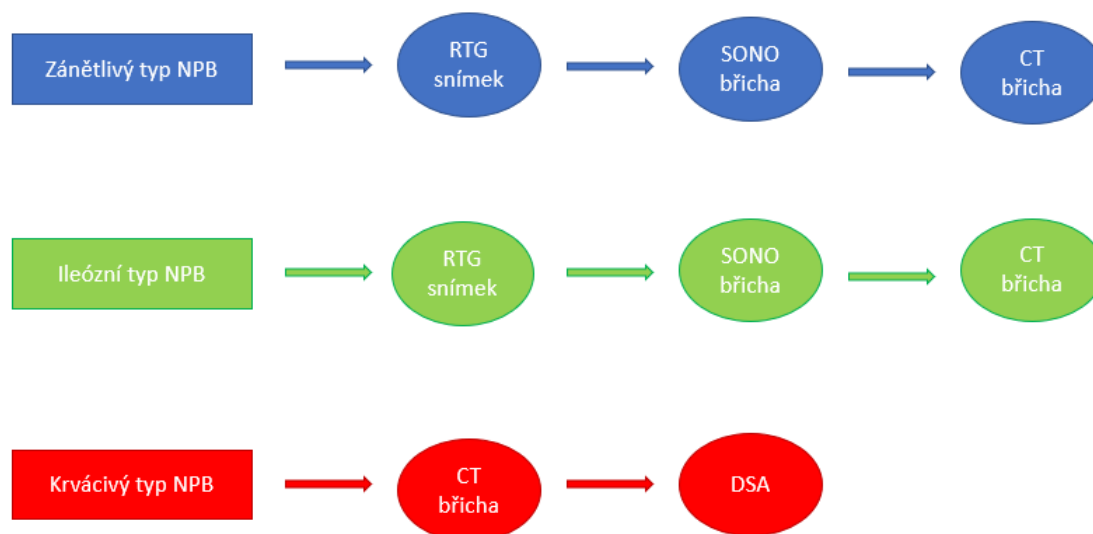 Zánětlivý typ NPB
RTG
snímek
SONO
břicha
CT
břicha
Ileózní typ NPB
RTG
snímek
SONO
břicha
CT
břicha
Krvácivý typ NPB
CT
břicha
DSA